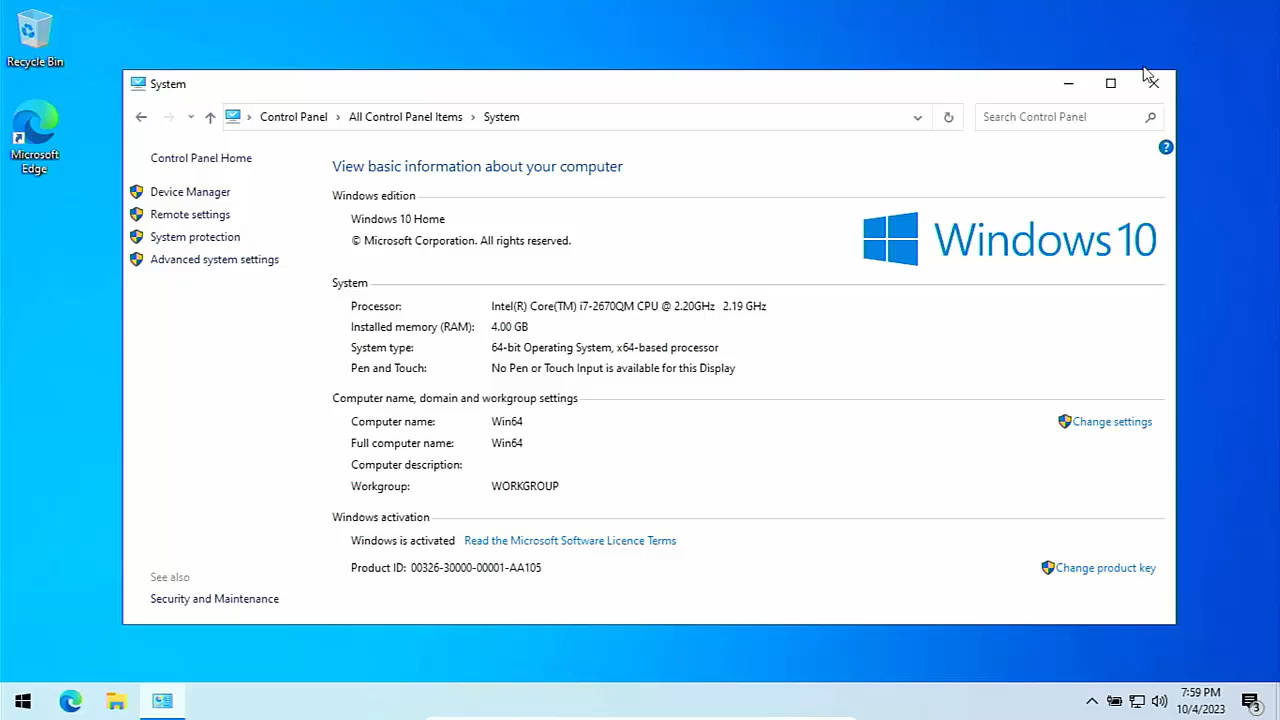 Recycle Bin
Microsoft
Edge
System
Control Panel
All Control Panel Items
System
Search Control Panel
?
Control Panel Home
Device Manager
Remote settings
System protection
Advanced system settings
View basic information about your computer
Windows edition
Windows 10 Home
© Microsoft Corporation. All rights reserved.
Windows 10
System
Processor: Intel(R) Core(TM) i7-2670QM CPU @ 2.20GHz 2.19 GHz
Installed memory (RAM): 4.00 GB
System type: 64-bit Operating System, x64-based processor
Pen and Touch: No Pen or Touch Input is available for this Display
Computer name, domain and workgroup settings
Computer name: Win64
Change settings
Full computer name: Win64
Computer description:
Workgroup: WORKGROUP
Windows activation
Windows is activated Read the Microsoft Software Licence Terms
Product ID: 00326-30000-00001-AA105
Change product key
See also
Security and Maintenance
7:59 PM
10/4/2023
3